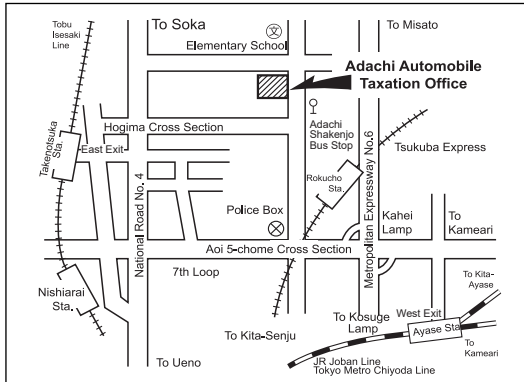 Tobu
Isesaki
Line
To Soka
文
Elementary School
To Misato
Adachi Automobile
Taxation Office
Adachi
Shakenjo
Bus Stop
Hogima Cross Section
Takenotsuka
Sta.
East Exit
National Road No. 4
Metropolitan Expressway No.6
Tsukuba Express
Rokucho
Sta.
Police Box
Kahei
Lamp
To
Kameari
Aoi 5-chome Cross Section
7th Loop
Nishiarai
Sta.
To Kita-Senju
To Kosuge
Lamp
West Exit
Ayase Sta.
To Kita-
Ayase
To
Kameari
To Ueno
JR Joban Line
Tokyo Metro Chiyoda Line